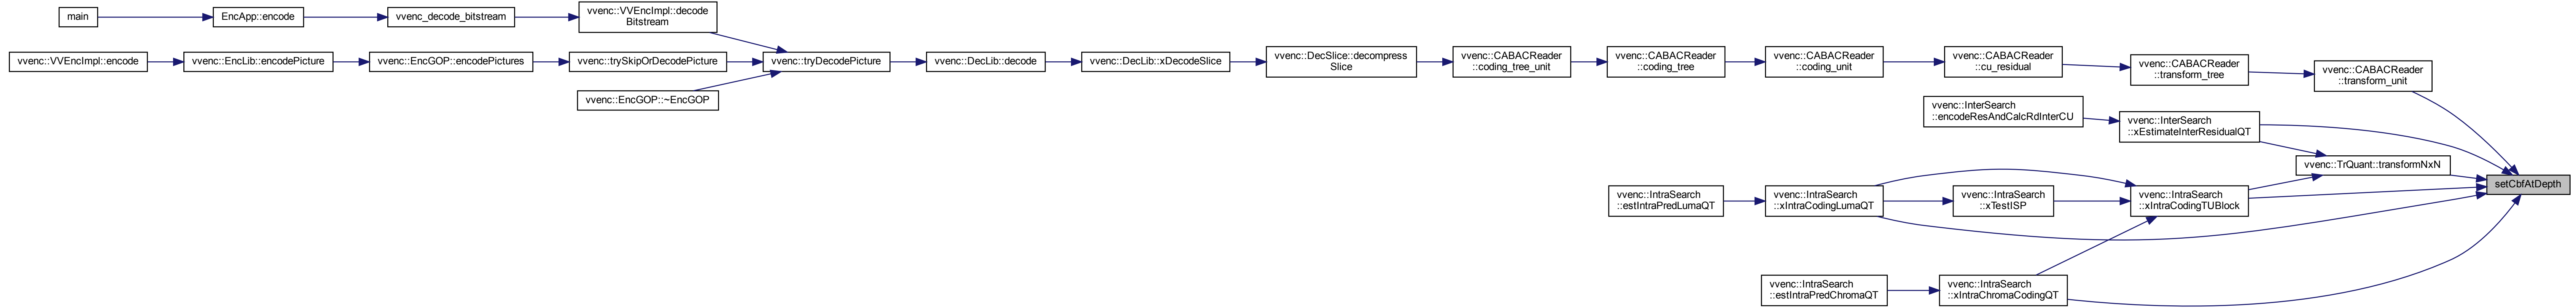 main
EncApp::encode
vvenc_decode_bitstream
vvenc::VVEncImpl::decode
Bitstream
vvenc::VVEncImpl::encode
vvenc::EncLib::encodePicture
vvenc::EncGOP::encodePictures
vvenc::trySkipOrDecodePicture
vvenc::tryDecodePicture
vvenc::DecLib::decode
vvenc::DecLib::xDecodeSlice
vvenc::DecSlice::decompress
Slice
vvenc::CABACReader
::coding_tree_unit
vvenc::CABACReader
::coding_tree
vvenc::CABACReader
::coding_unit
vvenc::CABACReader
::cu_residual
vvenc::CABACReader
::transform_tree
vvenc::CABACReader
::transform_unit
vvenc::EncGOP::~EncGOP
vvenc::InterSearch
::encodeResAndCalcRdInterCU
vvenc::InterSearch
::xEstimateInterResidualQT
vvenc::TrQuant::transformNxN
setCbfAtDepth
vvenc::IntraSearch
::estIntraPredLumaQT
vvenc::IntraSearch
::xIntraCodingLumaQT
vvenc::IntraSearch
::xTestISP
vvenc::IntraSearch
::xIntraCodingTUBlock
vvenc::IntraSearch
::estIntraPredChromaQT
vvenc::IntraSearch
::xIntraChromaCodingQT